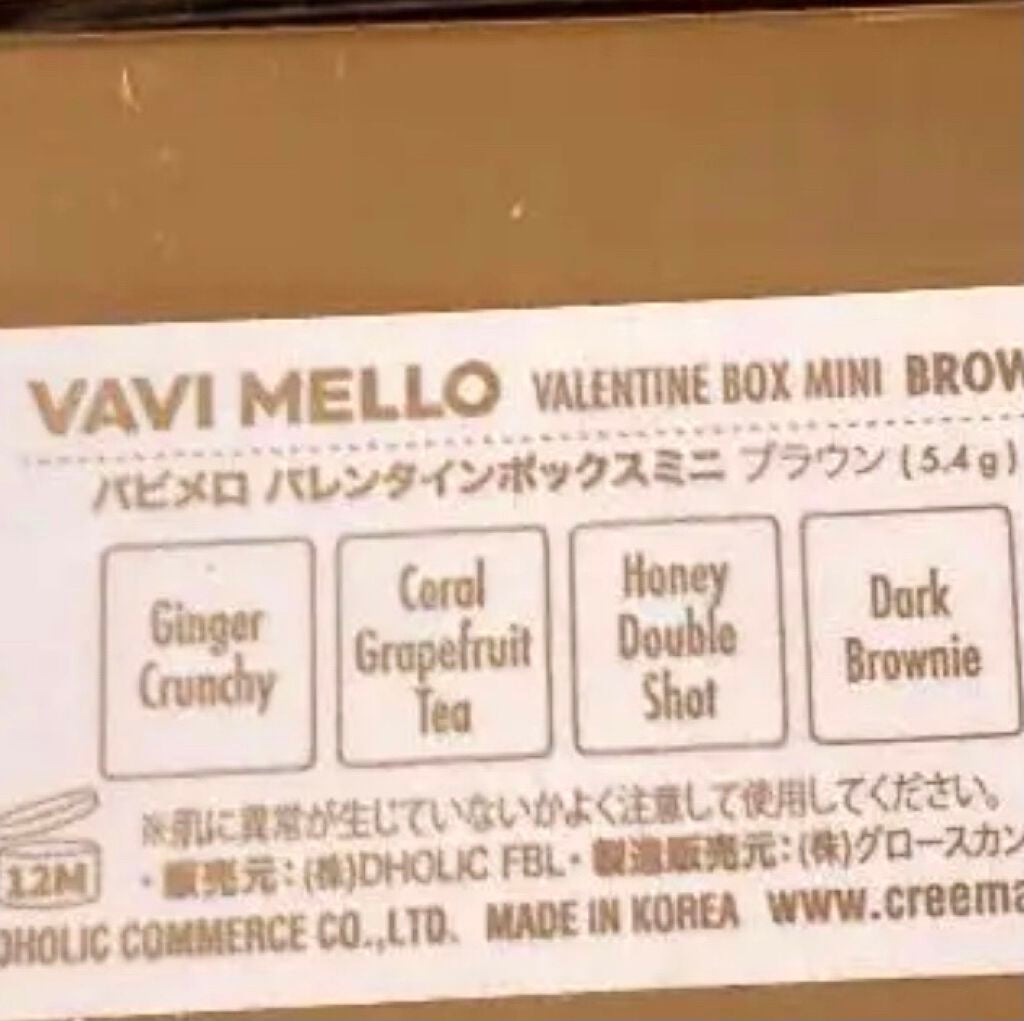 VAVI MELLO VALENTINE BOX MINI BROW
バビメロ バレンタインボックスミニ ブラウン (5.4g)
Ginger
Crunchy
Coral
Grapefruit
Tea
Honey
Double
Shot
Dark
Brownie
※肌に異常が生じていないかよく注意して使用してください。
12M
・販売元：(株)DHOLIC FBL・製造販売元：(株)グロースカン
DHOLIC COMMERCE CO.,LTD. MADE IN KOREA www.creema